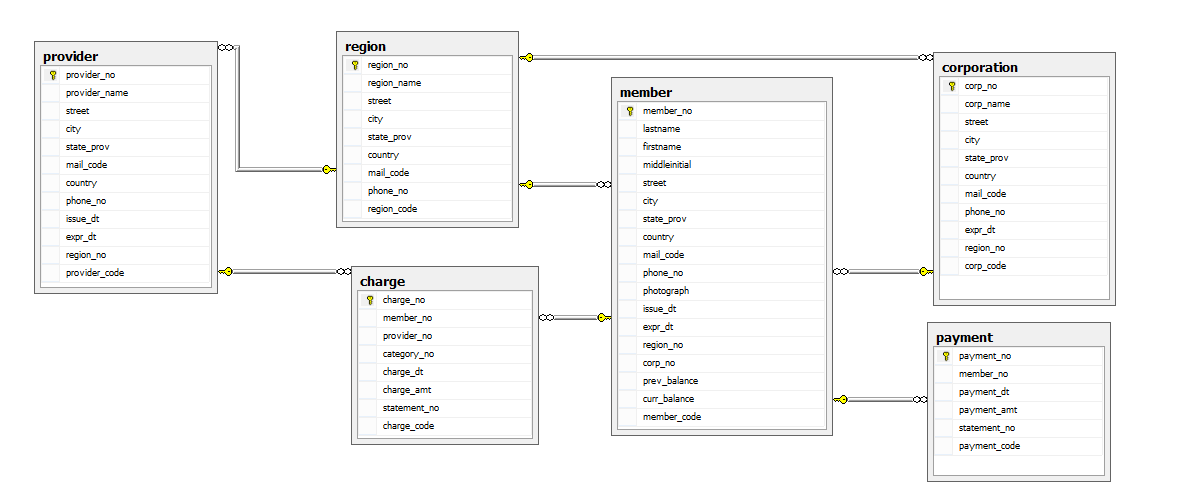 provider
provider_no
provider_name
street
city
state_prov
mail_code
country
phone_no
issue_dt
expr_dt
region_no
provider_code
region
region_no
region_name
street
city
state_prov
country
mail_code
phone_no
region_code
charge
charge_no
member_no
provider_no
category_no
charge_dt
charge_amt
statement_no
charge_code
member
member_no
lastname
firstname
middleinitial
street
city
state_prov
country
mail_code
phone_no
photograph
issue_dt
expr_dt
region_no
corp_no
prev_balance
curr_balance
member_code
corporation
corp_no
corp_name
street
city
state_prov
country
mail_code
phone_no
expr_dt
region_no
corp_code
payment
payment_no
member_no
payment_dt
payment_amt
statement_no
payment_code